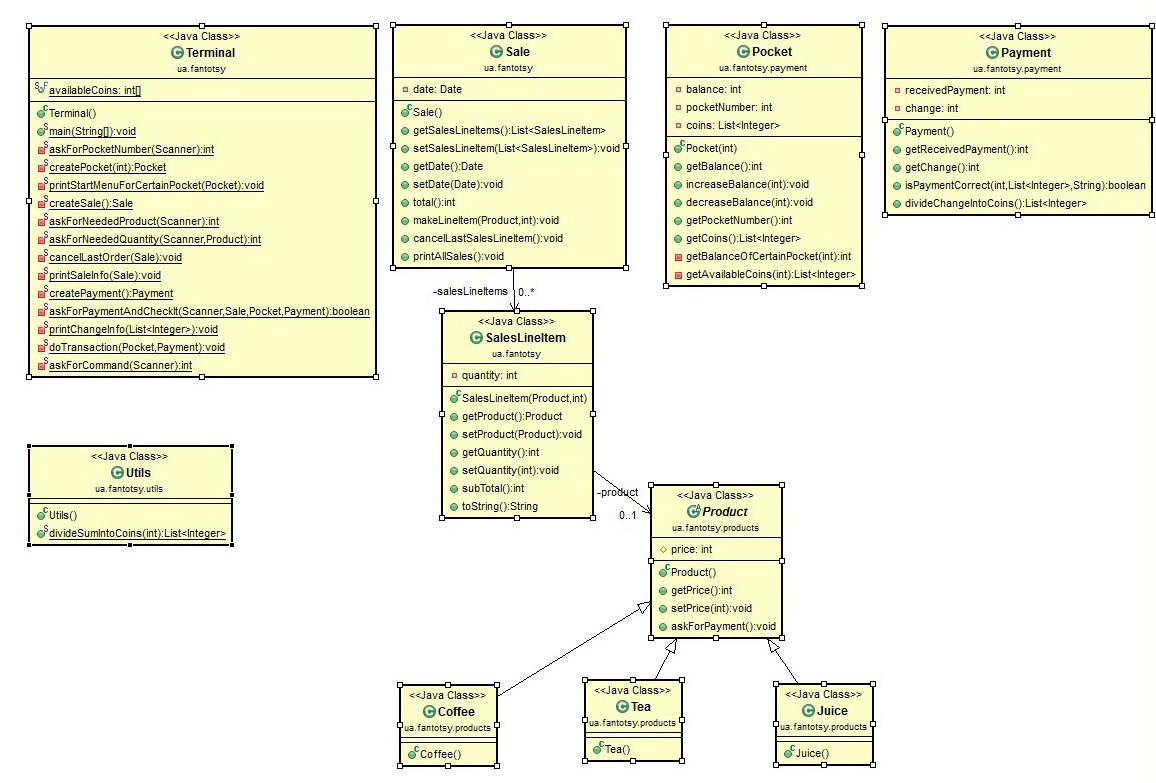 <<Java Class>>
Terminal
ua.fantotsy
availableCoins: int[]
Terminal()
main(String[]):void
askForPocketNumber(Scanner):int
createPocket(int):Pocket
printStartMenuForCertainPocket(Pocket):void
createSale():Sale
askForNeededProduct(Scanner):int
askForNeededQuantity(Scanner,Product):int
cancelLastOrder(Sale):void
printSaleInfo(Sale):void
createPayment():Payment
askForPaymentAndCheckIt(Scanner,Sale,Pocket,Payment):boolean
printChangeInfo(List<Integer>):void
doTransaction(Pocket,Payment):void
askForCommand(Scanner):int
<<Java Class>>
Sale
ua.fantotsy
date: Date
Sale()
getSalesLineItems():List<SalesLineItem>
setSalesLineItem(List<SalesLineItem>):void
getDate():Date
setDate(Date):void
total():int
makeLineItem(Product,int):void
cancelLastSalesLineItem():void
printAllSales():void
<<Java Class>>
Pocket
ua.fantotsy.payment
balance: int
pocketNumber: int
coins: List<Integer>
Pocket(int)
getBalance():int
increaseBalance(int):void
decreaseBalance(int):void
getPocketNumber():int
getCoins():List<Integer>
getBalanceOfCertainPocket(int):int
getAvailableCoins(int):List<Integer>
<<Java Class>>
Payment
ua.fantotsy.payment
receivedPayment: int
change: int
Payment()
getReceivedPayment():int
getChange():int
isPaymentCorrect(int,List<Integer>,String):boolean
divideChangeIntoCoins():List<Integer>
-salesLineItems 0..*
<<Java Class>>
SalesLineItem
ua.fantotsy
quantity: int
SalesLineItem(Product,int)
getProduct():Product
setProduct(Product):void
getQuantity():int
setQuantity(int):void
subTotal():int
toString():String
<<Java Class>>
Utils
ua.fantotsy.utils
Utils()
divideSumIntoCoins(int):List<Integer>
-product
0..1
<<Java Class>>
Product
ua.fantotsy.products
price: int
Product()
getPrice():int
setPrice(int):void
askForPayment():void
<<Java Class>>
Coffee
ua.fantotsy.products
Coffee()
<<Java Class>>
Tea
ua.fantotsy.products
Tea()
<<Java Class>>
Juice
ua.fantotsy.products
Juice()